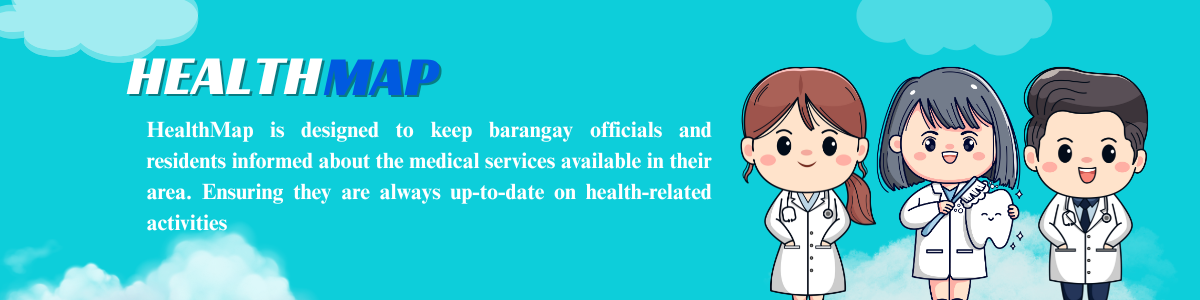 HEALTHMAP
HealthMap is designed to keep barangay officials and
residents informed about the medical services available in their
area. Ensuring they are always up-to-date on health-related
activities